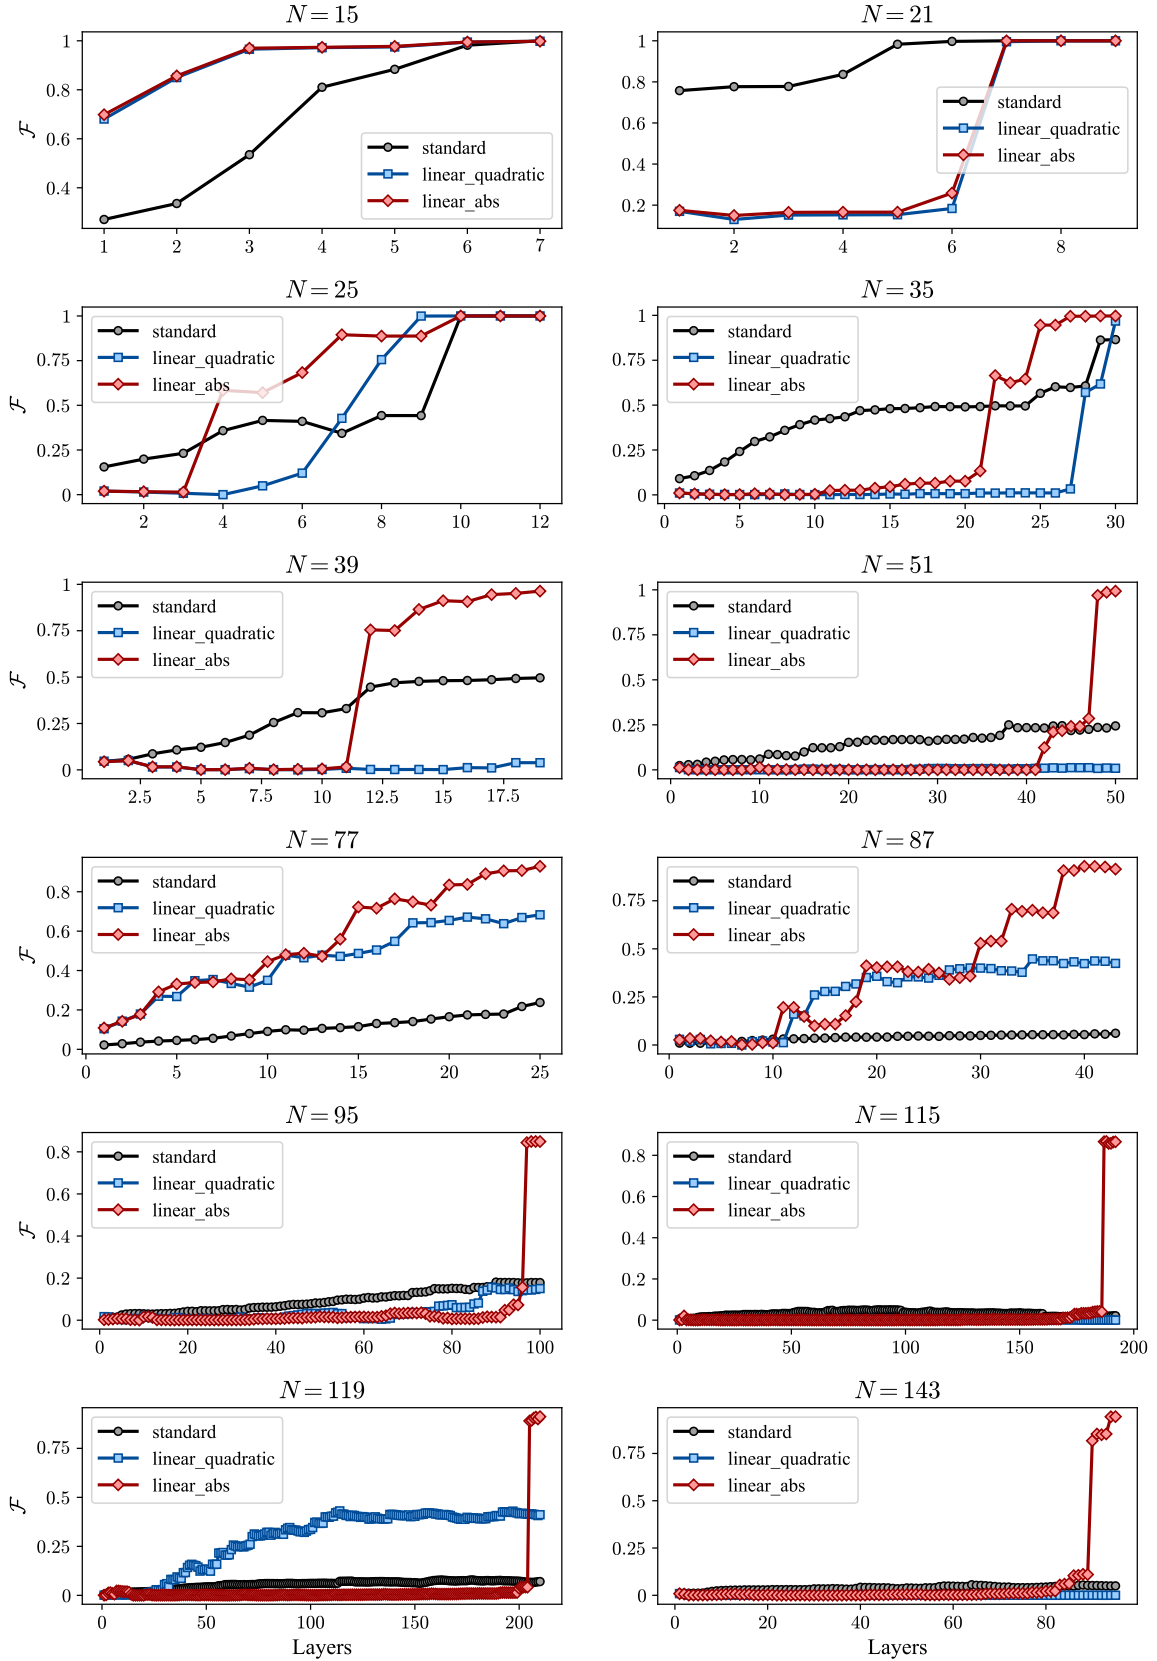 N = 15
N = 21
1
0.8
0.6
0.4
ℱ
standard
linear_quadratic
linear_abs
1 2 3 4 5 6 7
1
0.8
0.6
0.4
0.2
standard
linear_quadratic
linear_abs
2 4 6 8
N = 25
N = 35
1
0.75
0.5
0.25
0
ℱ
standard
linear_quadratic
linear_abs
2 4 6 8 10 12
1
0.75
0.5
0.25
0
standard
linear_quadratic
linear_abs
0 5 10 15 20 25 30
N = 39
N = 51
1
0.75
0.5
0.25
0
ℱ
standard
linear_quadratic
linear_abs
2.5 5 7.5 10 12.5 15 17.5
1
0.75
0.5
0.25
0
standard
linear_quadratic
linear_abs
0 10 20 30 40 50
N = 77
N = 87
0.8
0.6
0.4
0.2
0
ℱ
standard
linear_quadratic
linear_abs
0 5 10 15 20 25
0.75
0.5
0.25
0
standard
linear_quadratic
linear_abs
0 10 20 30 40
N = 95
N = 115
0.8
0.6
0.4
0.2
0
ℱ
standard
linear_quadratic
linear_abs
0 20 40 60 80 100
0.8
0.6
0.4
0.2
0
standard
linear_quadratic
linear_abs
0 50 100 150 200
N = 119
N = 143
0.75
0.5
0.25
0
ℱ
standard
linear_quadratic
linear_abs
0 50 100 150 200
Layers
0.75
0.5
0.25
0
standard
linear_quadratic
linear_abs
0 20 40 60 80
Layers